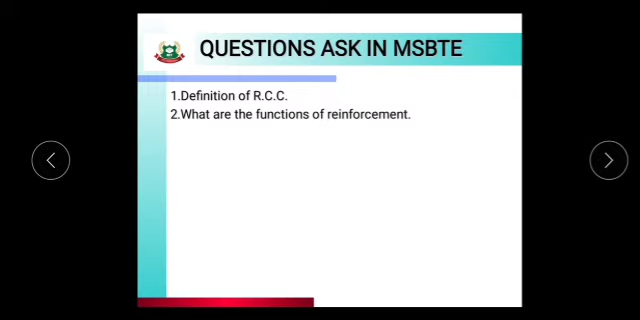 QUESTIONS ASK IN MSBTE
1.Definition of R.C.C.
2.What are the functions of reinforcement.